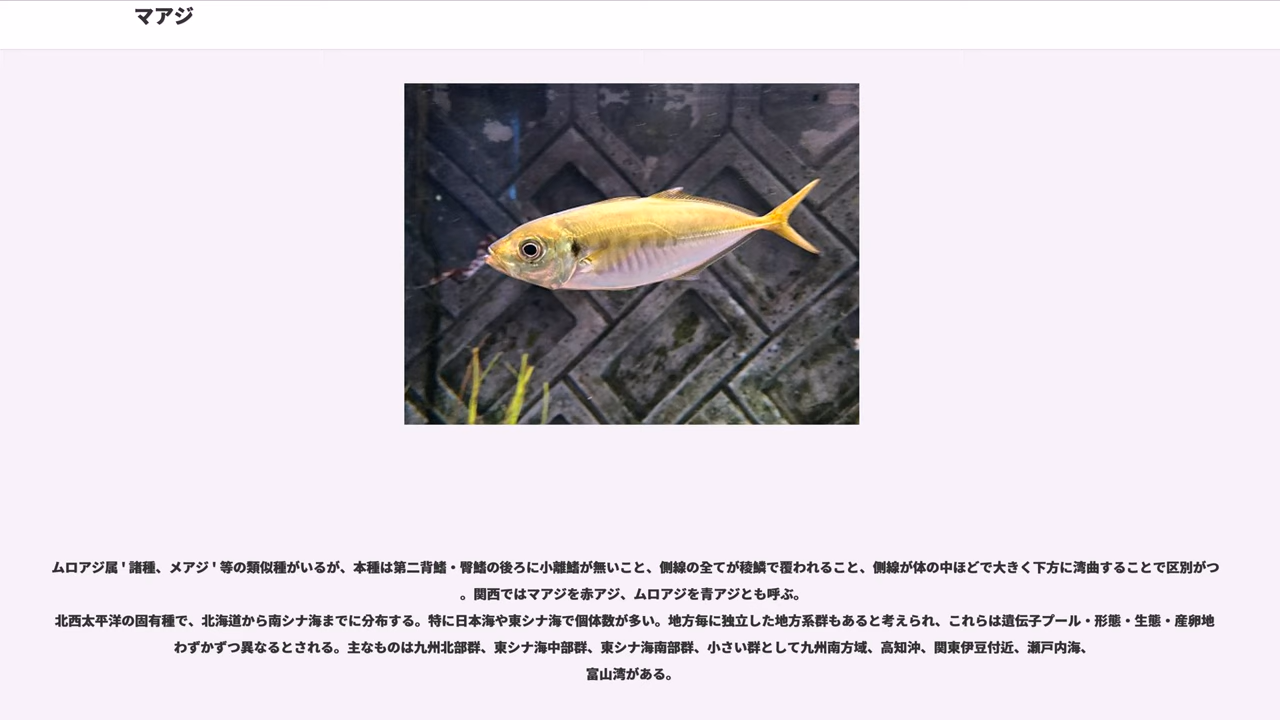 マアジ
ムロアジ属 ' 諸種、メアジ ' 等の類似種がいるが、本種は第二背鰭・臀鰭の後ろに小離鰭が無いこと、側線の全てが稜鱗で覆われること、側線が体の中ほどで大きく下方に湾曲することで区別がつ
。関西ではマアジを赤アジ、ムロアジを青アジとも呼ぶ。
北西太平洋の固有種で、北海道から南シナ海までに分布する。特に日本海や東シナ海で個体数が多い。地方毎に独立した地方系群もあると考えられ、これらは遺伝子プール・形態・生態・産卵地
わずかずつ異なるとされる。主なものは九州北部群、東シナ海中部群、東シナ海南部群、小さい群として九州南方域、高知沖、関東伊豆付近、瀬戸内海、
富山湾がある。